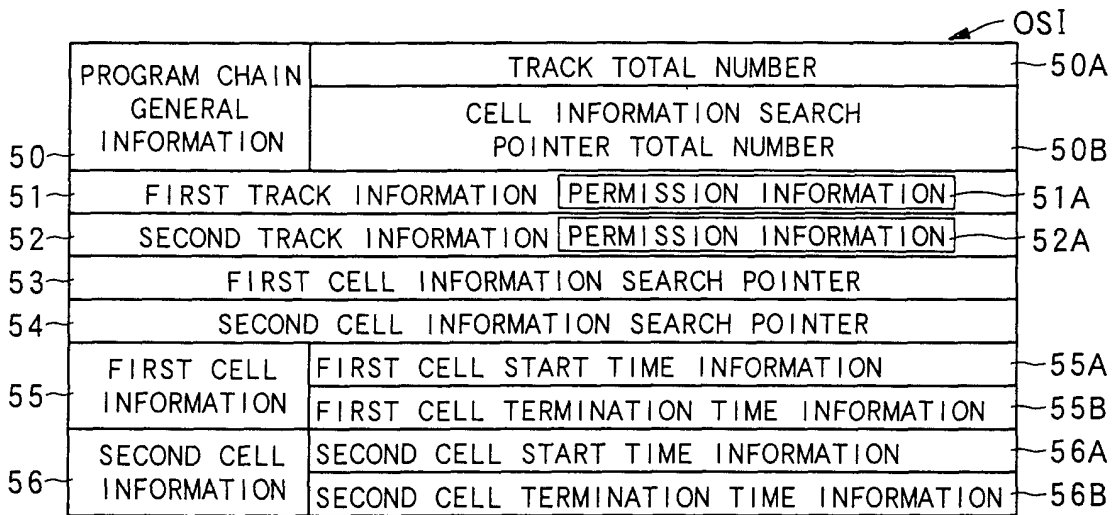 OSI
PROGRAM CHAIN
GENERAL
INFORMATION
50
TRACK TOTAL NUMBER
50A
CELL INFORMATION SEARCH
POINTER TOTAL NUMBER
50B
51
FIRST TRACK INFORMATION PERMISSION INFORMATION
51A
52
SECOND TRACK INFORMATION PERMISSION INFORMATION
52A
53
FIRST CELL INFORMATION SEARCH POINTER
54
SECOND CELL INFORMATION SEARCH POINTER
55
FIRST CELL
INFORMATION
FIRST CELL START TIME INFORMATION
55A
FIRST CELL TERMINATION TIME INFORMATION
55B
56
SECOND CELL
INFORMATION
SECOND CELL START TIME INFORMATION
56A
SECOND CELL TERMINATION TIME INFORMATION
56B